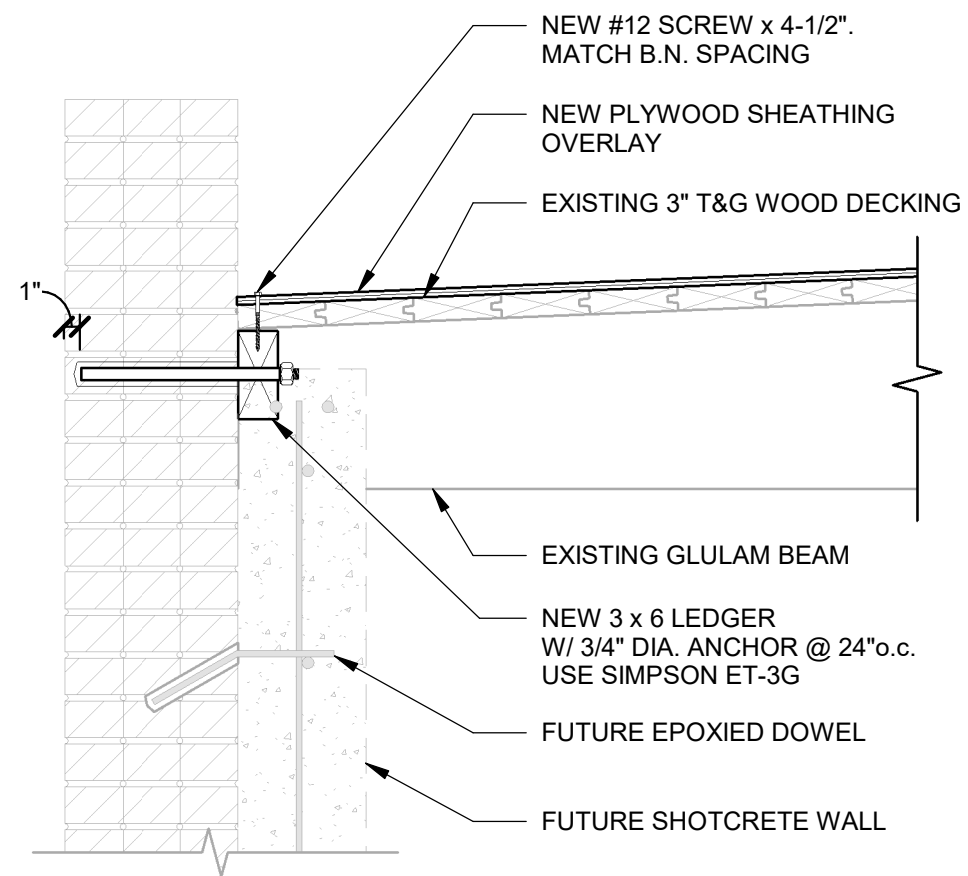 NEW #12 SCREW x 4-1/2".
MATCH B.N. SPACING
NEW PLYWOOD SHEATHING
OVERLAY
EXISTING 3" T&G WOOD DECKING
1"
EXISTING GLULAM BEAM
NEW 3 x 6 LEDGER
W/ 3/4" DIA. ANCHOR @ 24"o.c.
USE SIMPSON ET-3G
FUTURE EPOXIED DOWEL
FUTURE SHOTCRETE WALL